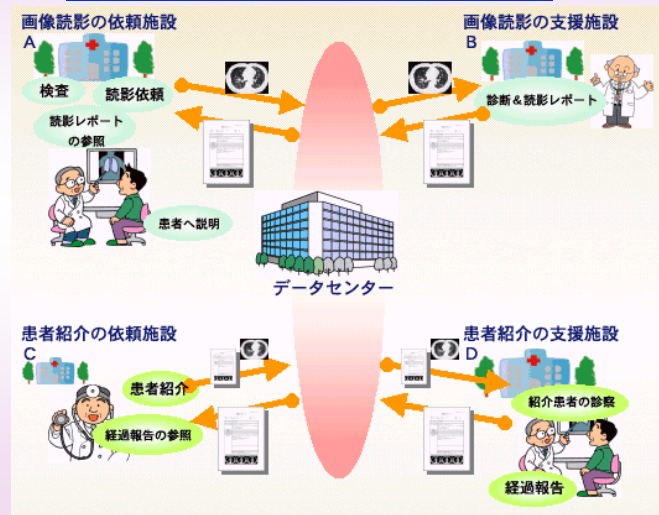 画像読影の依頼施設
A
検査
読影依頼
読影レポート
の参照
患者へ説明
画像読影の支援施設
B
診断&読影レポート
データセンター
患者紹介の依頼施設
C
患者紹介
経過報告の参照
患者紹介の支援施設
D
紹介患者の診察
経過報告